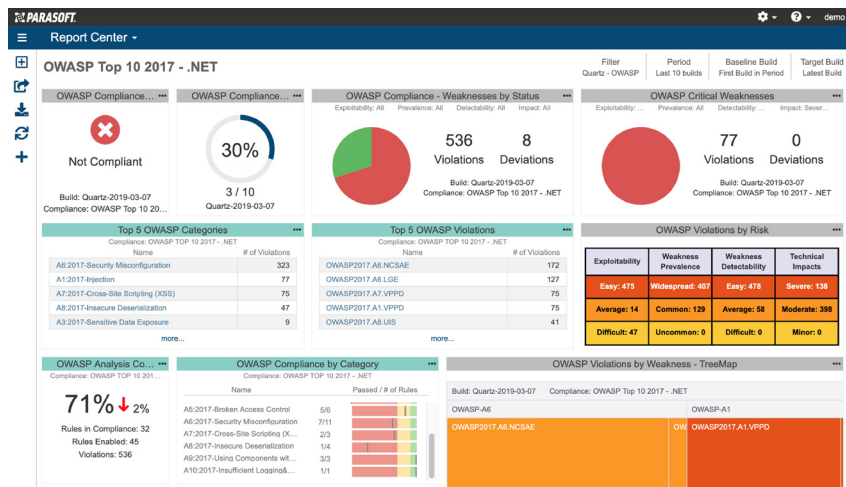 PARASOFT.
demo
Report Center
OWASP Top 10 2017 - .NET
Filter
Quartz - OWASP
Period
Last 10 builds
Baseline Build
First Build in Period
Target Build
Latest Build
OWASP Compliance... •••
Not Compliant
Build: Quartz-2019-03-07
Compliance: OWASP Top 10 20...
OWASP Compliance... •••
30%
3 / 10
Quartz-2019-03-07
OWASP Compliance - Weaknesses by Status •••
Exploitability: All Prevalence: All Detectability: All Impact: All
536 8
Violations Deviations
Build: Quartz-2019-03-07
Compliance: OWASP Top 10 2017 - .NET
OWASP Critical Weaknesses •••
Exploitability: ... Prevalence: All Detectability: ... Impact: Sever...
77 0
Violations Deviations
Build: Quartz-2019-03-07
Compliance: OWASP Top 10 2017 - .NET
Top 5 OWASP Categories •••
Compliance: OWASP TOP 10 2017 - .NET
Name # of Violations
A6:2017-Security Misconfiguration 323
A1:2017-Injection 77
A7:2017-Cross-Site Scripting (XSS) 75
A8:2017-Insecure Deserialization 47
A3:2017-Sensitive Data Exposure 9
more...
Top 5 OWASP Violations •••
Compliance: OWASP TOP 10 2017 - .NET
Name # of Violations
OWASP2017.A6.NCSAE 172
OWASP2017.A6.LGE 127
OWASP2017.A7.VPPD 75
OWASP2017.A1.VPPD 75
OWASP2017.A8.UIS 41
more...
OWASP Violations by Risk •••
Exploitability Weakness Prevalence Weakness Detectability Technical Impacts
Easy: 475 Widespread: 407 Easy: 478 Severe: 138
Average: 14 Common: 129 Average: 58 Moderate: 398
Difficult: 47 Uncommon: 0 Difficult: 0 Minor: 0
OWASP Analysis Co... •••
Compliance: OWASP TOP 10 201...
71% 2%
Rules in Compliance: 32
Rules Enabled: 45
Violations: 536
OWASP Compliance by Category •••
Compliance: OWASP TOP 10 2017 - .NET
Name Passed / # of Rules
A5:2017-Broken Access Control 5/6
A6:2017-Security Misconfiguration 7/11
A7:2017-Cross-Site Scripting (X... 2/3
A8:2017-Insecure Deserialization 1/4
A9:2017-Using Components wit... 3/3
A10:2017-Insufficient Logging&... 1/1
OWASP Violations by Weakness - TreeMap •••
Build: Quartz-2019-03-07 Compliance: OWASP Top 10 2017 - .NET
OWASP-A6 OWASP-A1
OWASP2017.A6.NCSAE OW OWASP2017.A1.VPPD